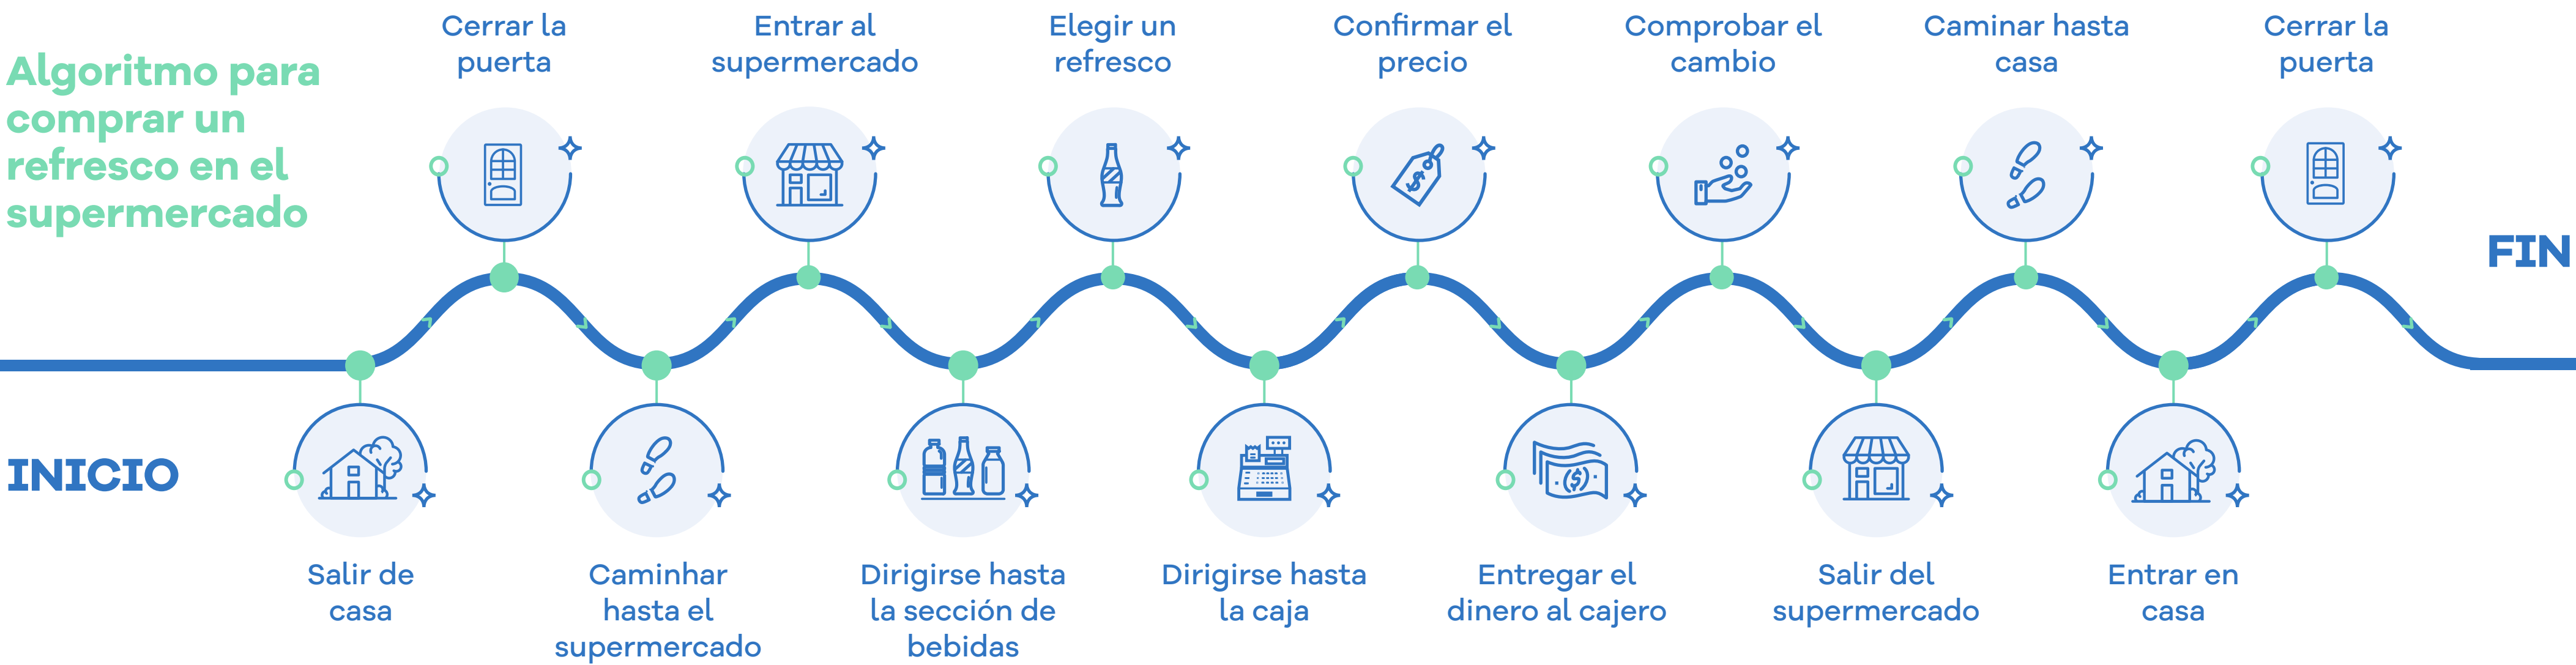 Algoritmo para
comprar un
refresco en el
supermercado
INICIO
Salir de
casa
Cerrar la
puerta
Caminhar
hasta el
supermercado
Entrar al
supermercado
Dirigirse hasta
la sección de
bebidas
Elegir un
refresco
Dirigirse hasta
la caja
Confirmar el
precio
Entregar el
dinero al cajero
Comprobar el
cambio
Salir del
supermercado
Caminar hasta
casa
Entrar en
casa
Cerrar la
puerta
FIN